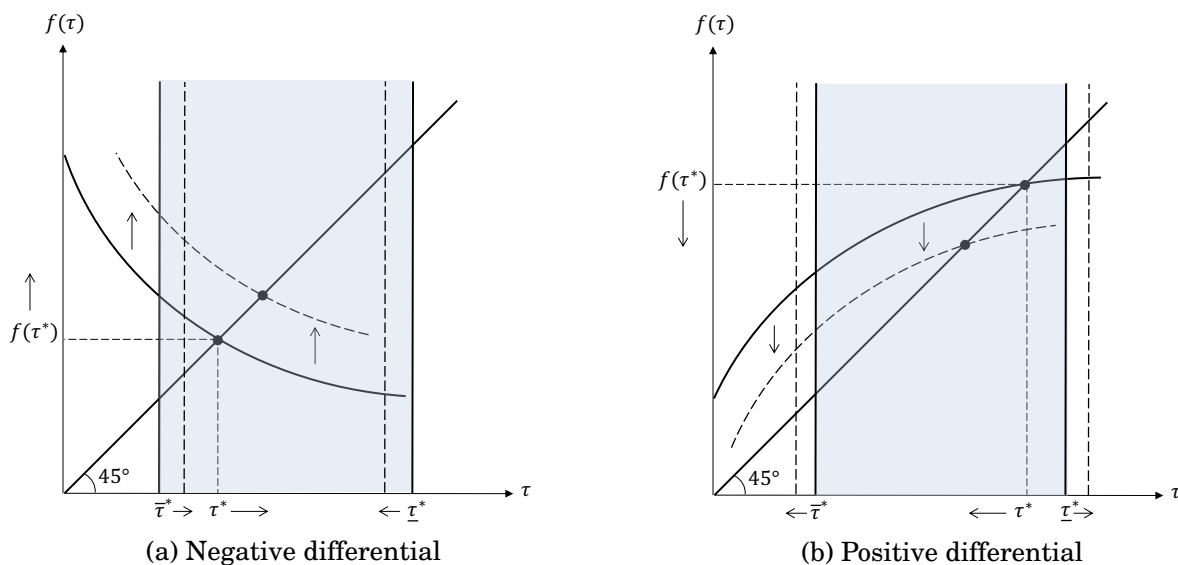 f(τ)
f(τ*)
45°
τ̅* τ* τ̲* τ
(a) Negative differential
f(τ)
f(τ*)
45°
τ̅* τ* τ̲* τ
(b) Positive differential